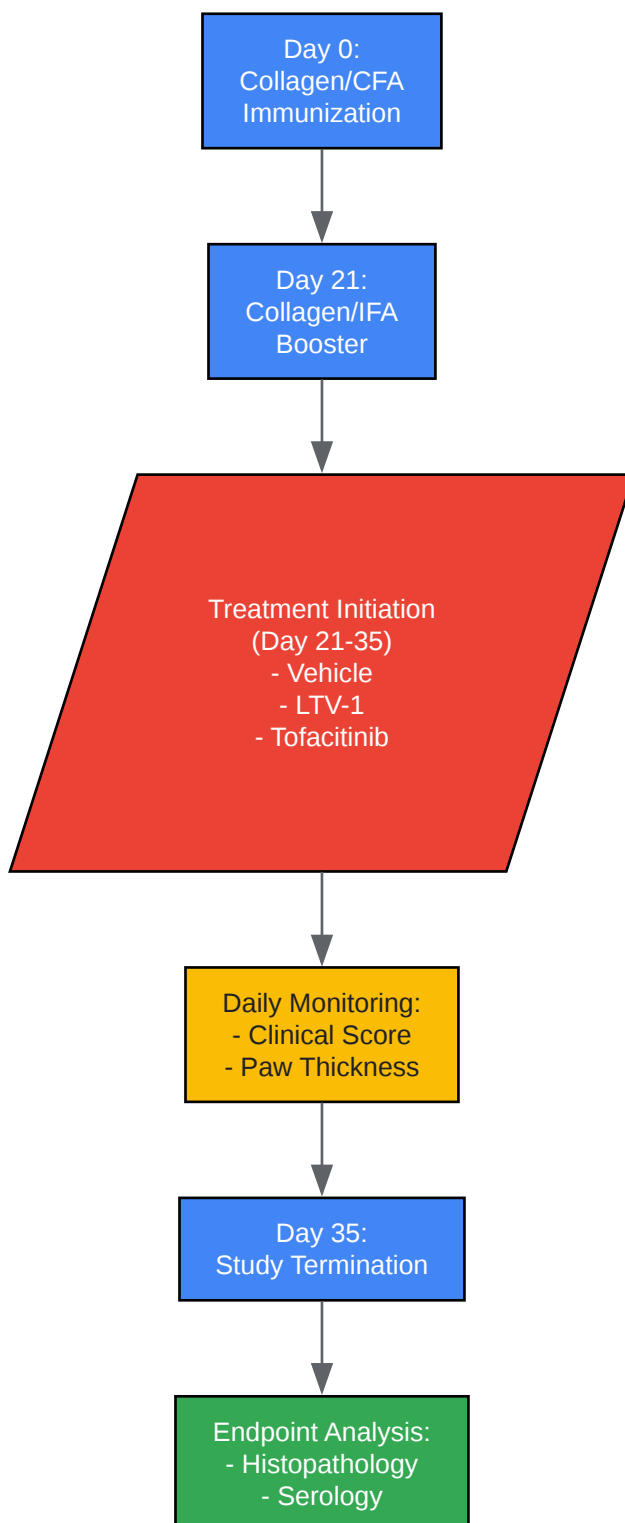 Day 0:
Collagen/CFA
Immunization
Day 21:
Collagen/IFA
Booster
Treatment Initiation
(Day 21-35)
- Vehicle
- LTV-1
- Tofacitinib
Daily Monitoring:
- Clinical Score
- Paw Thickness
Day 35:
Study Termination
Endpoint Analysis:
- Histopathology
- Serology